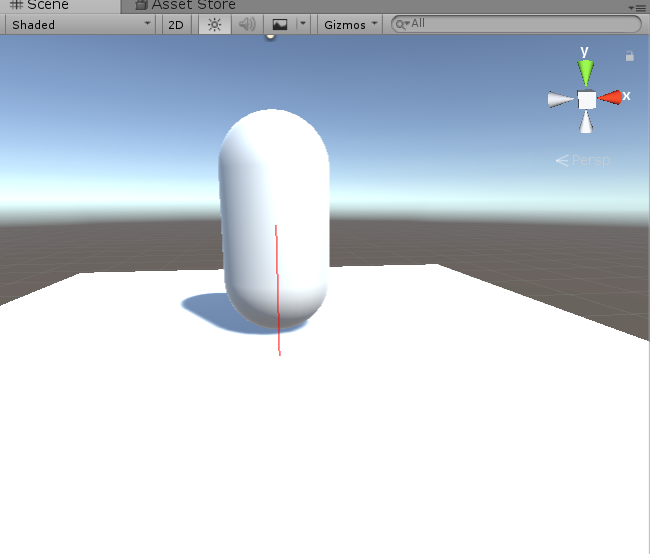 Scene Asset Store
Shaded 2D Gizmos All
y
x
Persp